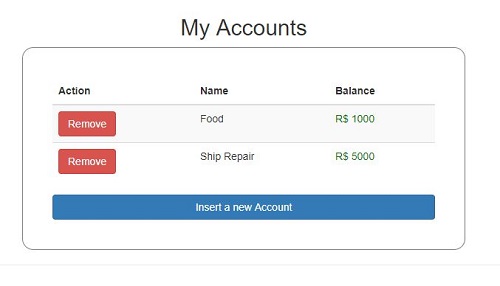 My Accounts
Action Name Balance
Remove Food R$ 1000
Remove Ship Repair R$ 5000
Insert a new Account